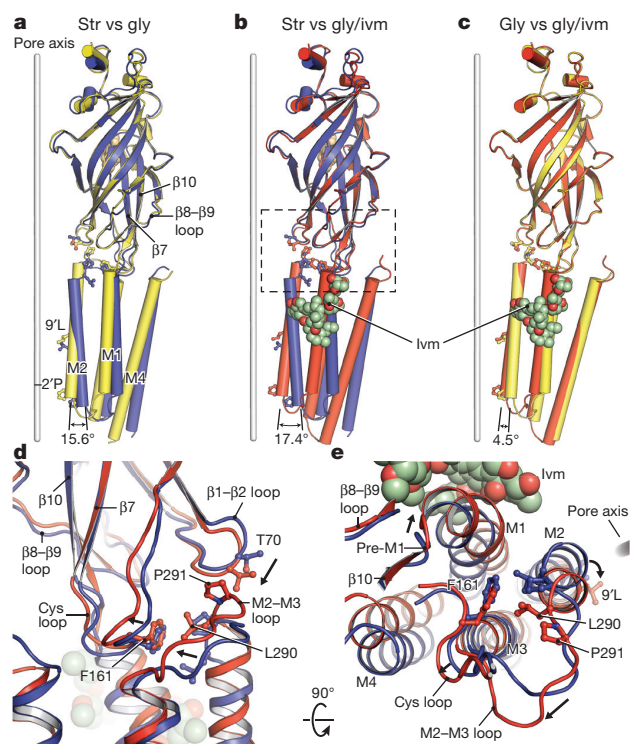 a Str vs gly
b Str vs gly/ivm
c Gly vs gly/ivm
Pore axis
β10
β8–β9
loop
β7
9′L
M1
M2
M4
–2′P
Ivm
15.6°
17.4°
4.5°
d
β10
β7
β1–β2 loop
T70
β8–β9
loop
P291
M2–M3
loop
Cys
loop
L290
F161
90°
e
Ivm
β8–β9
loop
M1
Pore axis
M2
Pre-M1
β10
F161
9′L
L290
P291
M3
M4
Cys loop
M2–M3 loop